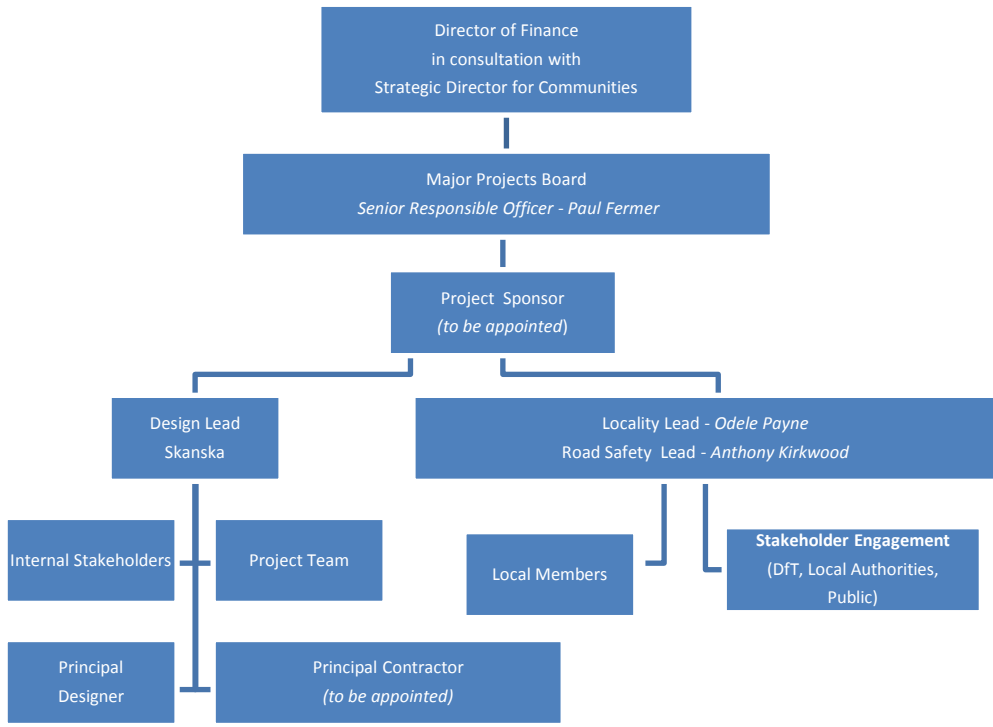 Director of Finance
in consultation with
Strategic Director for Communities
Major Projects Board
Senior Responsible Officer - Paul Fermer
Project Sponsor
(to be appointed)
Design Lead
Skanska
Locality Lead - Odele Payne
Road Safety Lead - Anthony Kirkwood
Internal Stakeholders
Project Team
Local Members
Stakeholder Engagement
(DfT, Local Authorities,
Public)
Principal
Designer
Principal Contractor
(to be appointed)